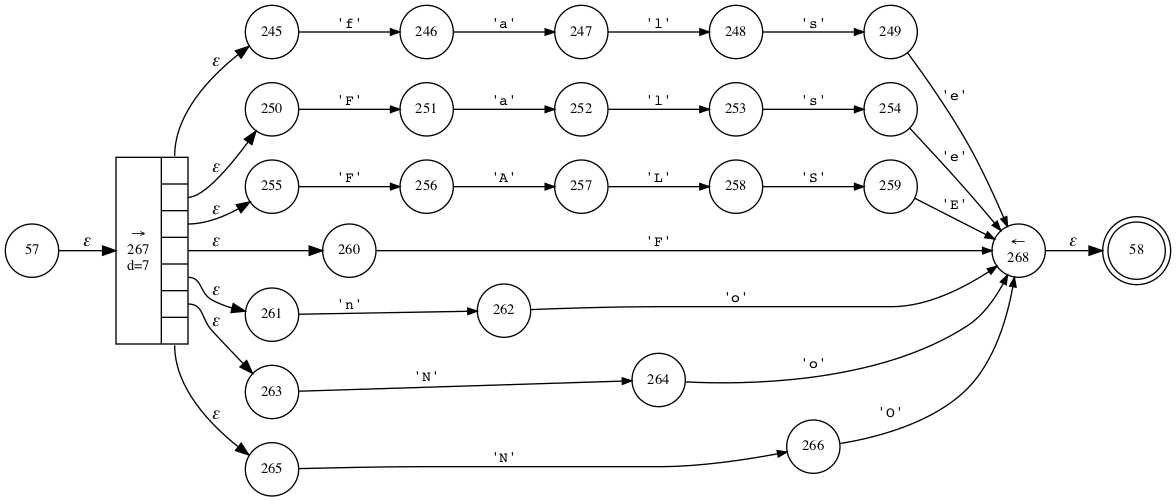 245 'f' 246 'a' 247 'l' 248 's' 249
ε
'e'
250 'F' 251 'a' 252 'l' 253 's' 254
ε
'e'
255 'F' 256 'A' 257 'L' 258 'S' 259
ε
'E'
57 ε
→
267
d=7
ε 260 'F'
←
268
ε 58
ε
261 'n' 262 'o'
ε
263 'N' 264 'o'
ε
265 'N' 266 'O'